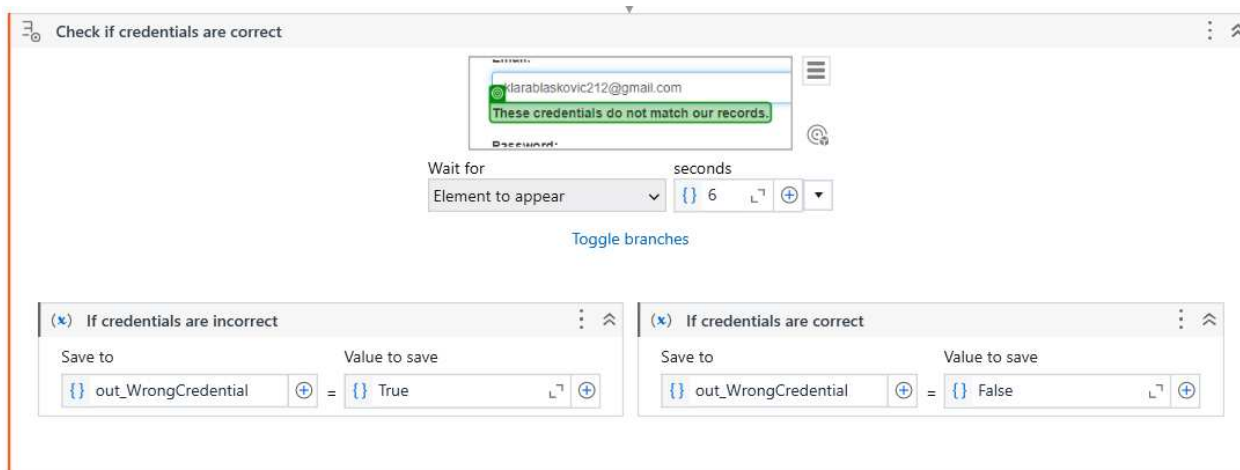 Check if credentials are correct
klarablaskovic212@gmail.com
These credentials do not match our records.
Password:
Wait for
seconds
Element to appear
{} 6
Toggle branches
(x) If credentials are incorrect
(x) If credentials are correct
Save to
Value to save
Save to
Value to save
{} out_WrongCredential
= {} True
{} out_WrongCredential
= {} False